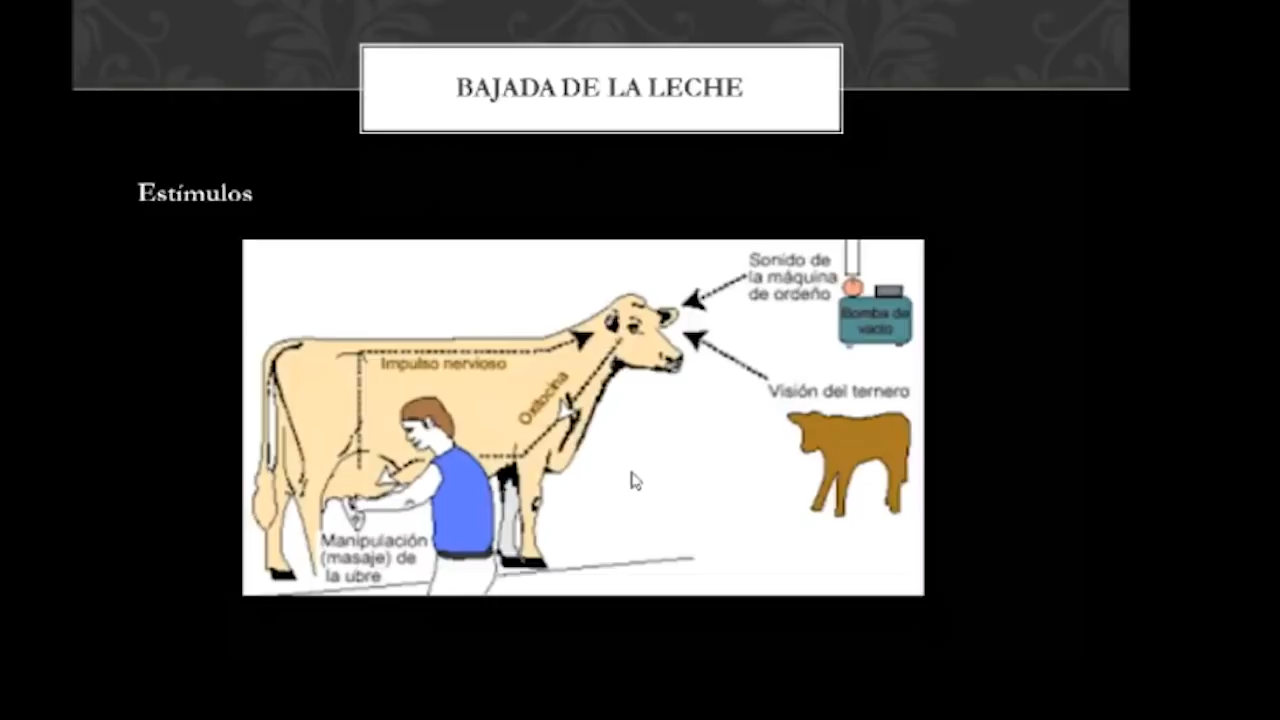 BAJADA DE LA LECHE
Estímulos
Sonido de
la máquina
de ordeño
Bomba de
vacío
Impulso nervioso
Oxitocina
Visión del ternero
Manipulación
(masaje) de
la ubre